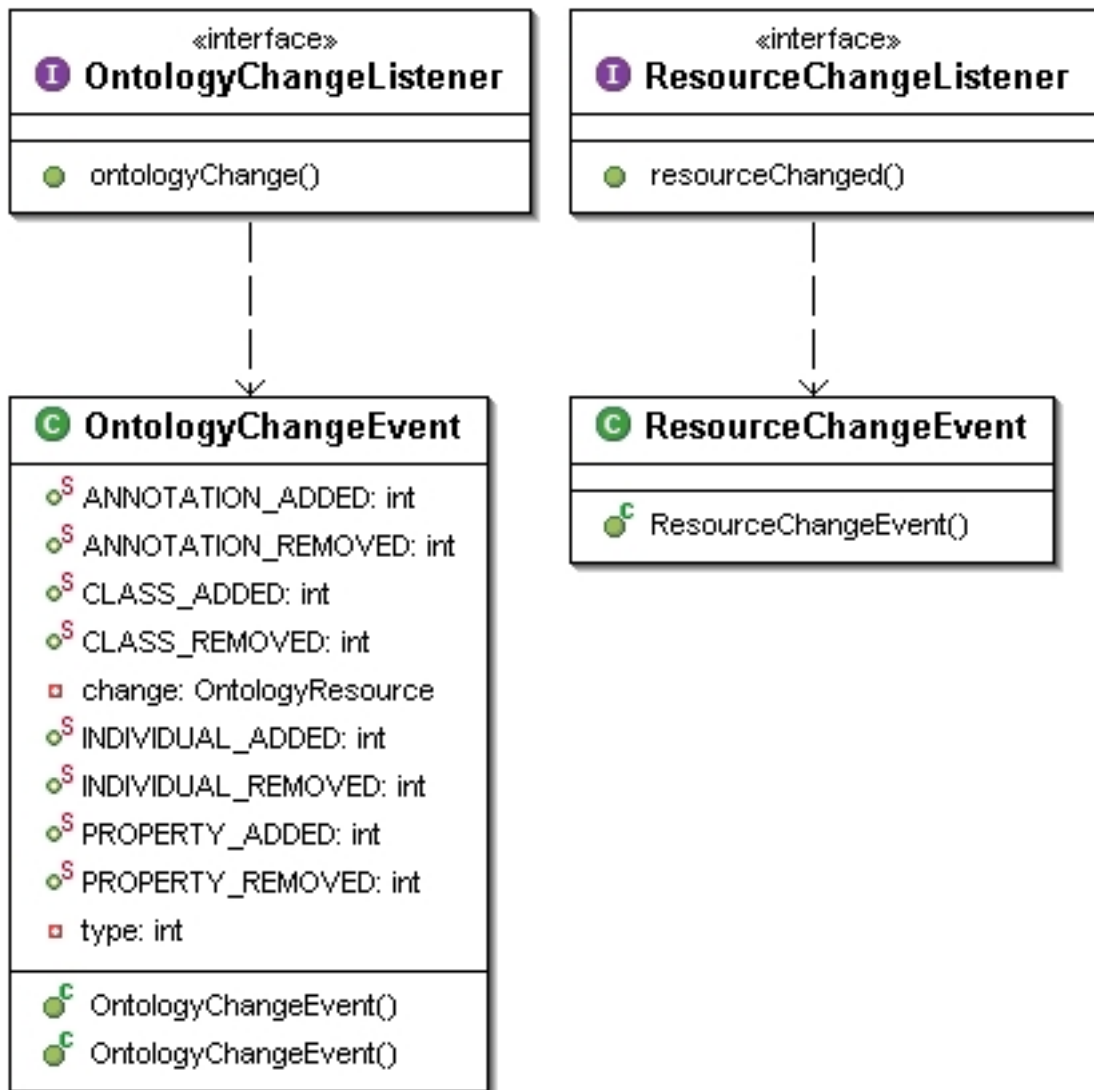 «interface»
I OntologyChangeListener
ontologyChange()
«interface»
I ResourceChangeListener
resourceChanged()
C OntologyChangeEvent
S ANNOTATION_ADDED: int
S ANNOTATION_REMOVED: int
S CLASS_ADDED: int
S CLASS_REMOVED: int
change: OntologyResource
S INDIVIDUAL_ADDED: int
S INDIVIDUAL_REMOVED: int
S PROPERTY_ADDED: int
S PROPERTY_REMOVED: int
type: int
C OntologyChangeEvent()
C OntologyChangeEvent()
C ResourceChangeEvent
C ResourceChangeEvent()